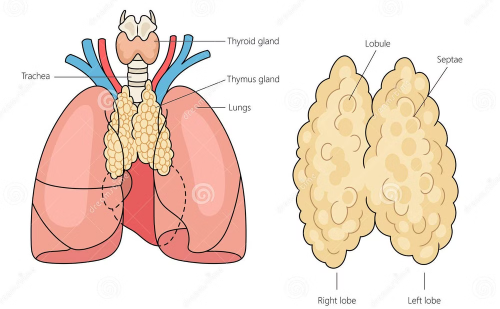 Thyroid gland
Trachea
Thymus gland
Lungs
Lobule
Septae
Right lobe
Left lobe